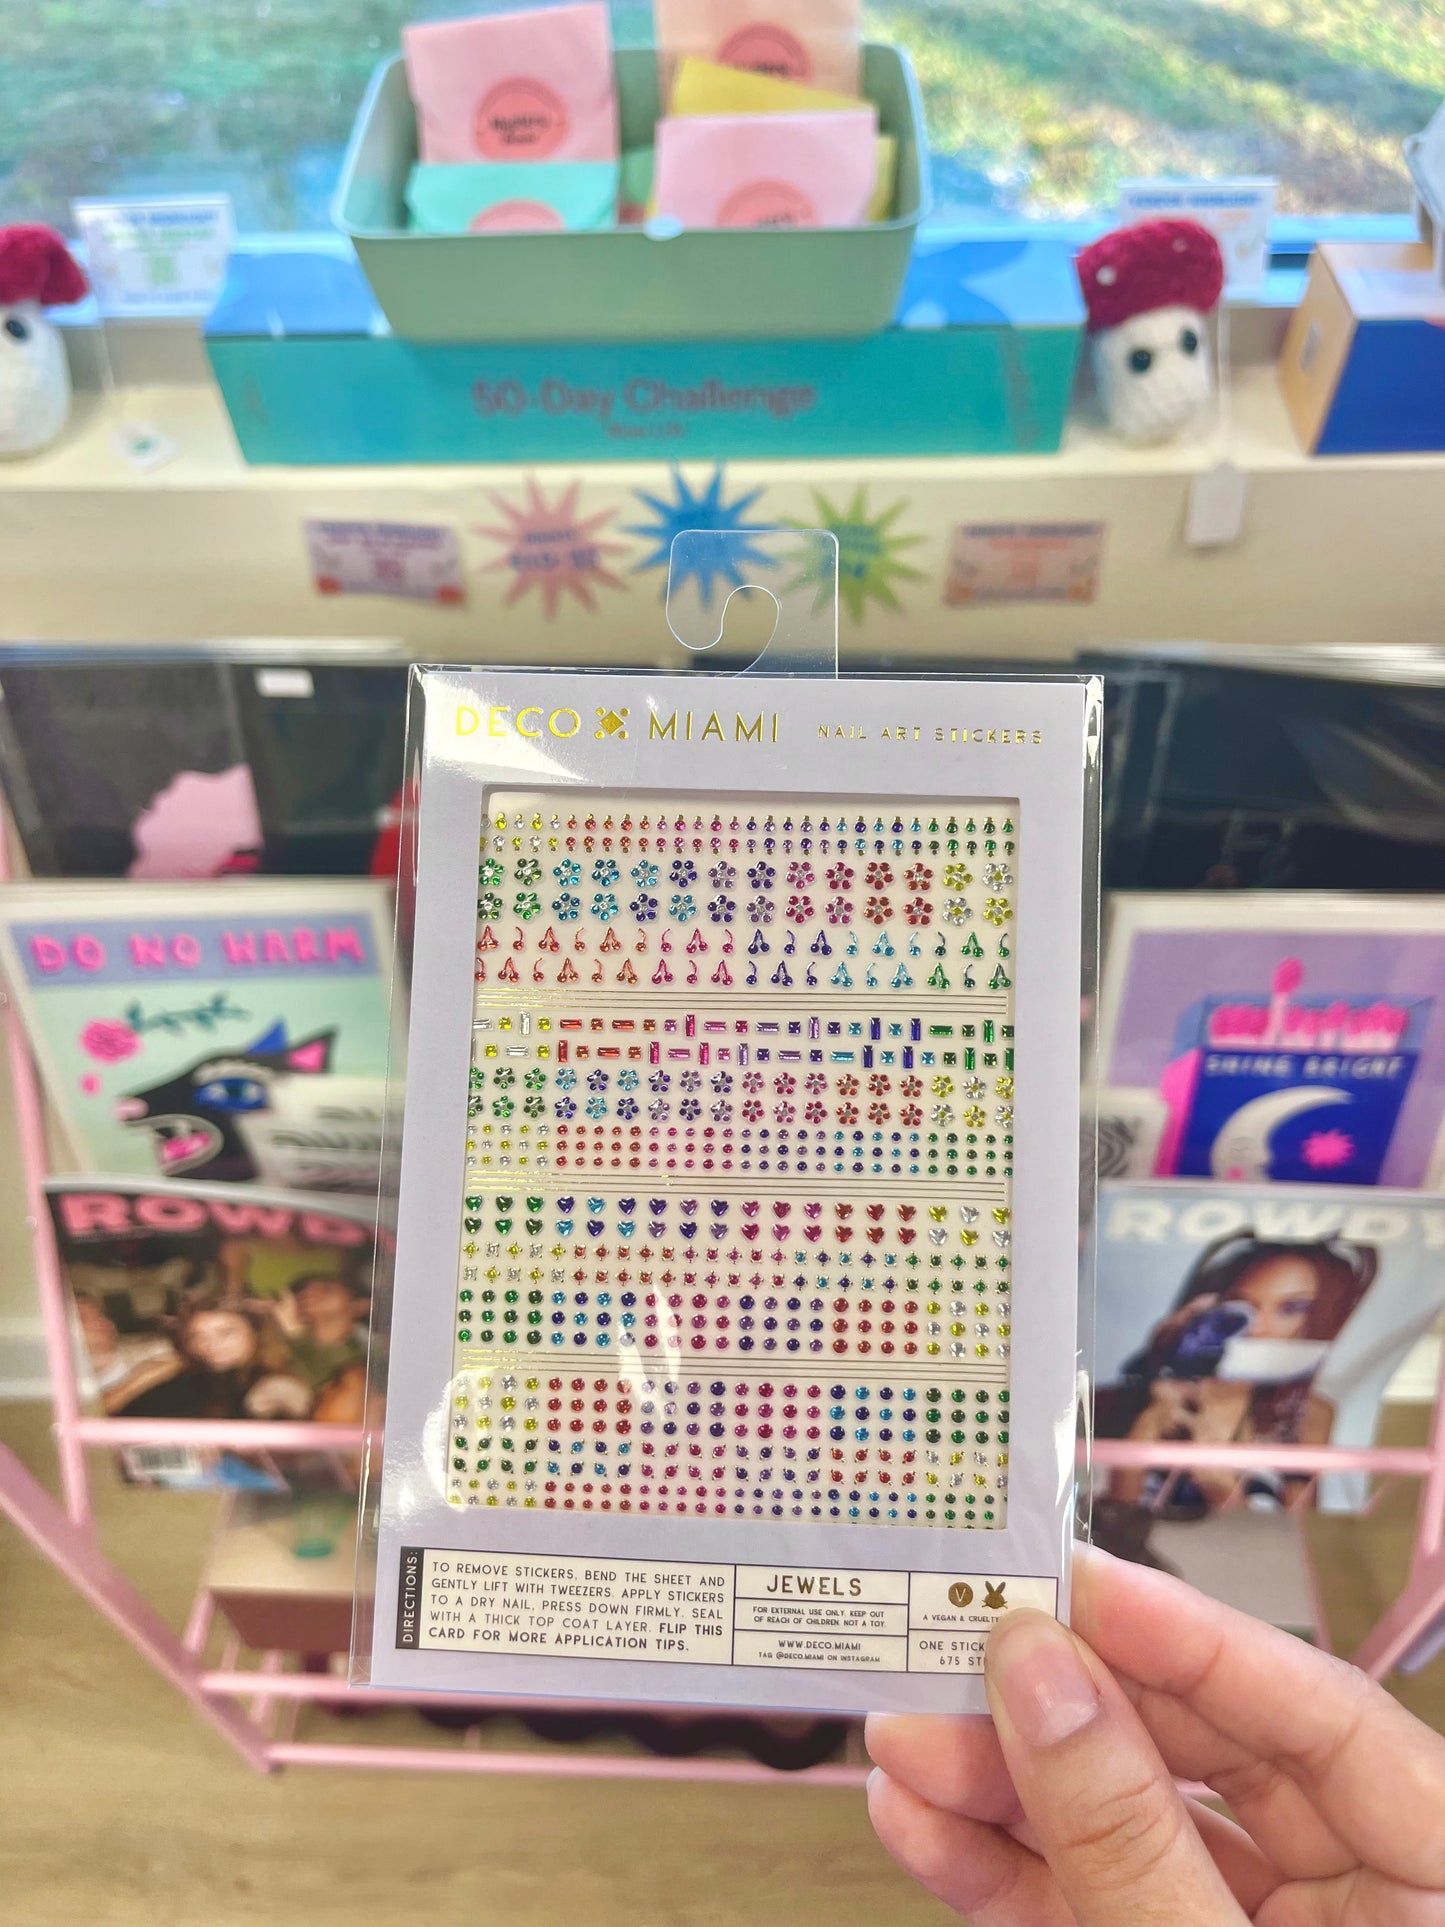 50-Day Challenge
DECO MIAMI NAIL ART STICKERS
DO NO HARM
SHINE BRIGHT
ROWDY
ROWDY
DIRECTIONS:
TO REMOVE STICKERS, BEND THE SHEET AND
GENTLY LIFT WITH TWEEZERS. APPLY STICKERS
TO A DRY NAIL, PRESS DOWN FIRMLY. SEAL
WITH A THICK TOP COAT LAYER. FLIP THIS
CARD FOR MORE APPLICATION TIPS.
JEWELS
FOR EXTERNAL USE ONLY. KEEP OUT
OF REACH OF CHILDREN. NOT A TOY.
WWW.DECO.MIAMI
TAG @DECO.MIAMI ON INSTAGRAM
V
A VEGAN & CRUELTY
ONE STICK
675 ST